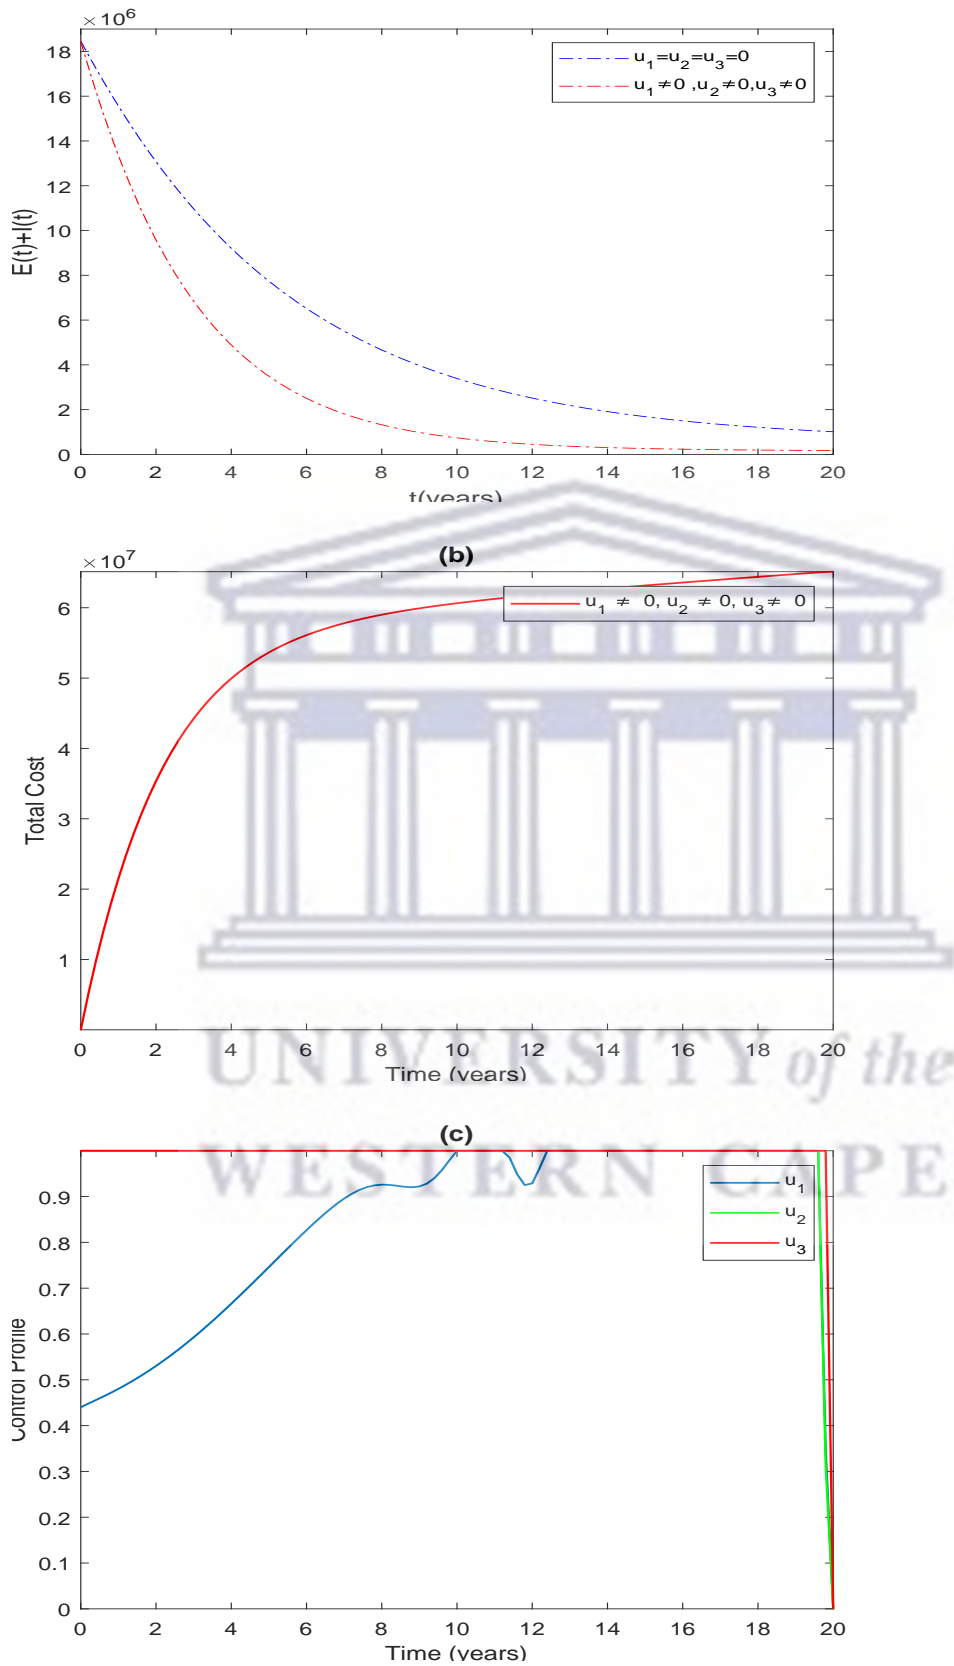 ×10⁶
18
16
14
12
10
8
6
4
2
0
E(t)+I(t)
u₁=u₂=u₃=0
u₁≠0 ,u₂≠0,u₃≠0
0 2 4 6 8 10 12 14 16 18 20
t(years)
(b)
×10⁷
6
5
4
3
2
1
Total Cost
u₁ ≠ 0, u₂ ≠ 0, u₃ ≠ 0
0 2 4 6 8 10 12 14 16 18 20
Time (years)
UNIVERSITY of the
(c)
WESTERN CAPE
0.9
0.8
0.7
0.6
0.5
0.4
0.3
0.2
0.1
0
Control Profile
u₁
u₂
u₃
0 2 4 6 8 10 12 14 16 18 20
Time (years)